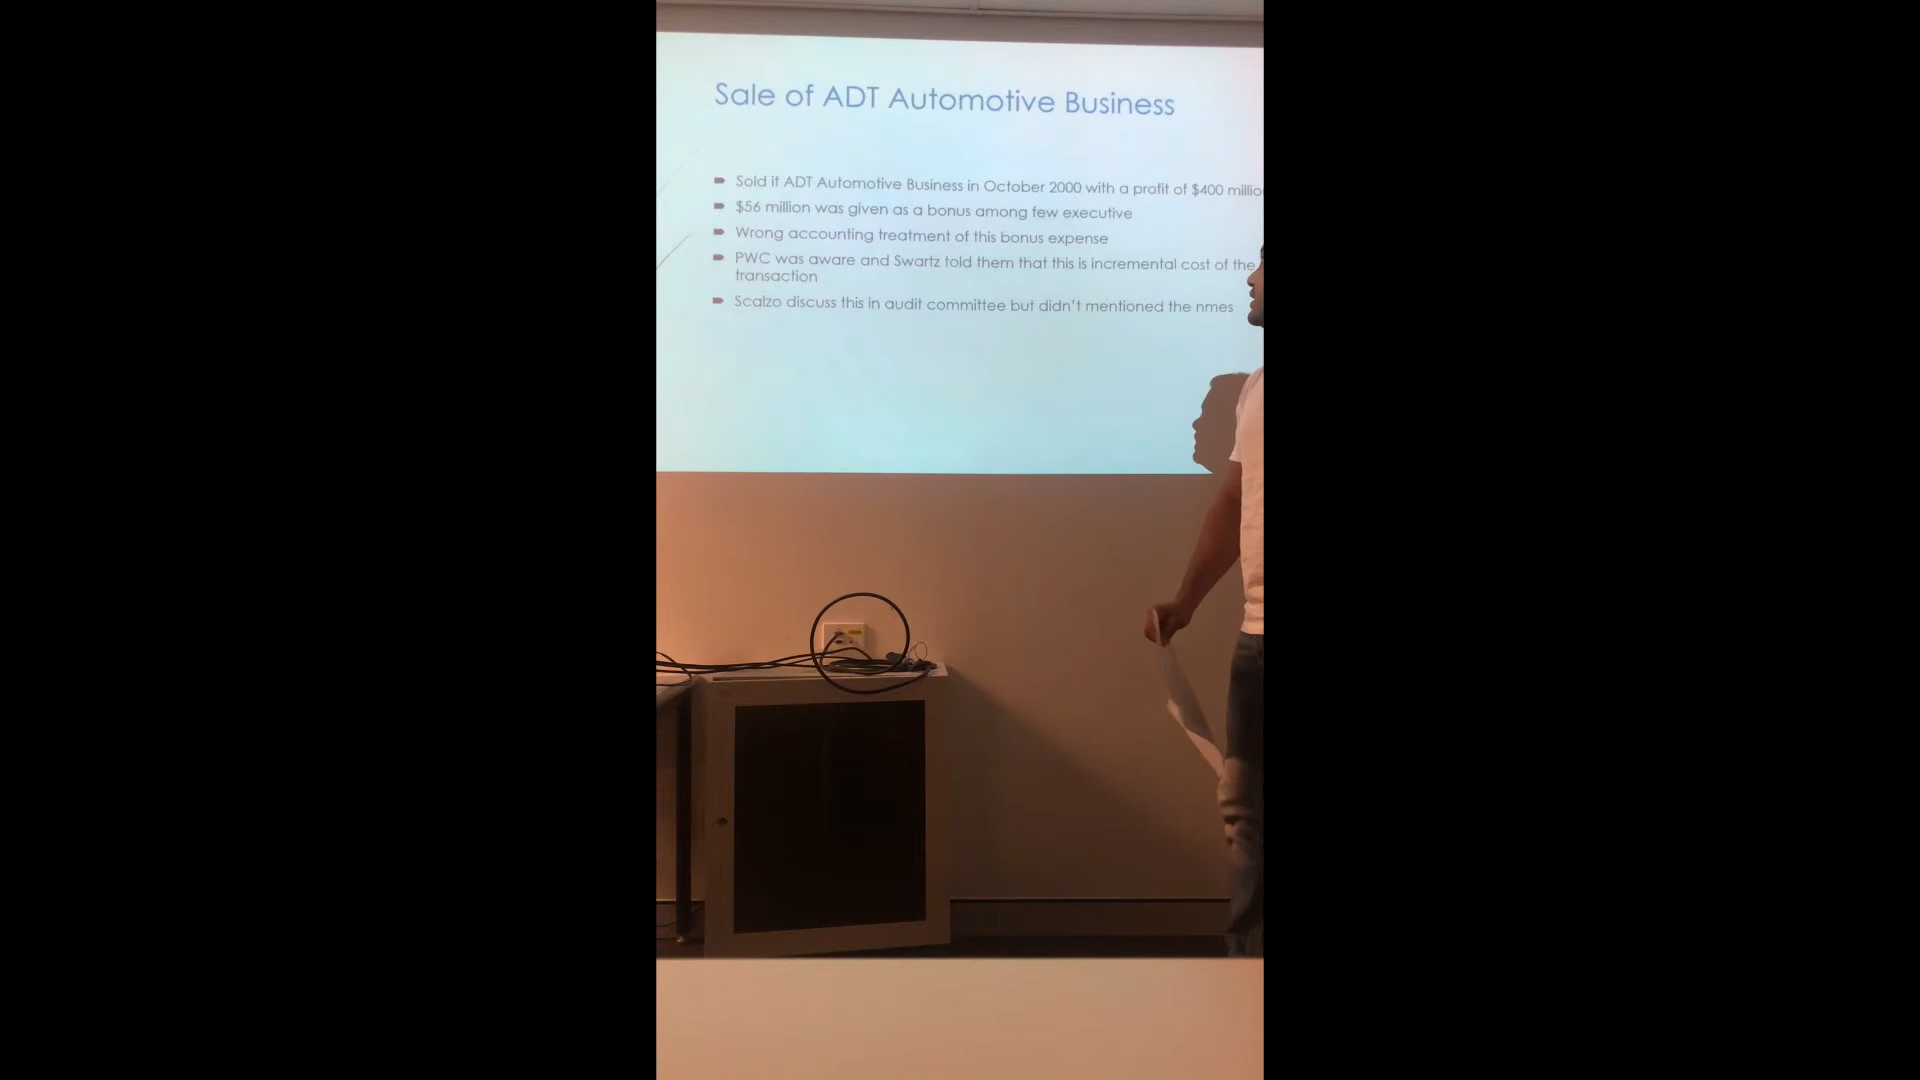 Sale of ADT Automotive Business
Sold it ADT Automotive Business in October 2000 with a profit of $400 millio
$56 million was given as a bonus among few executive
Wrong accounting treatment of this bonus expense
PWC was aware and Swartz told them that this is incremental cost of the
transaction
Scalzo discuss this in audit committee but didn't mentioned the nmes